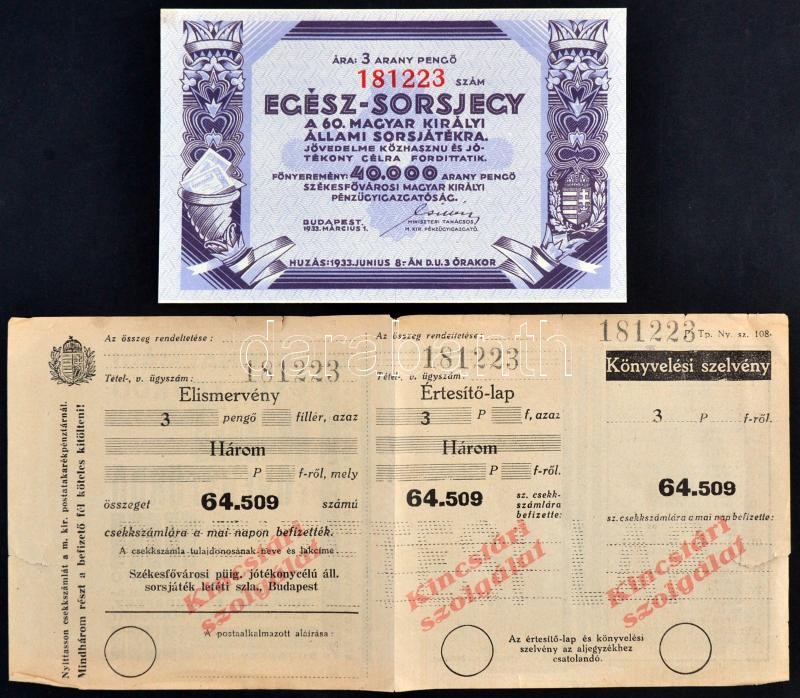 ÁRA: 3 ARANY PENGŐ
181223 SZÁM
EGÉSZ-SORSJEGY
A 60. MAGYAR KIRÁLYI
ÁLLAMI SORSJÁTÉKRA.
JÖVEDELME KÖZHASZNU ÉS JÓ-
TÉKONY CÉLRA FORDITTATIK.
FŐNYEREMÉNY: 40.000 ARANY PENGŐ
SZÉKESFŐVÁROSI MAGYAR KIRÁLYI
PÉNZÜGYIGAZGATÓSÁG.
BUDAPEST,
1933. MÁRCIUS 1.
MINISZTERI TANÁCSOS,
M. KIR. PÉNZÜGYIGAZGATÓ.
HUZÁS: 1933. JUNIUS 8-ÁN D.U. 3 ÓRAKOR
darabanth
Nyittasson csekkszámlát a m. kir. postatakarékpénztárnál.
Mindhárom részt a befizető fél köteles kitölteni!
Az összeg rendeltetése:
Tétel-, v. ügyszám:
181223
Elismervény
3 pengő fillér, azaz
Három
P f-ről, mely
összeget 64.509 számú
csekkszámlára a mai napon befizették.
A csekkszámla tulajdonosának neve és lakcíme
Székesfővárosi püig. jótékonycélú áll.
sorsjáték letéti szla., Budapest
Kincstári
szolgálat
A postaalkalmazott aláírása:
Az összeg rendeltetése:
Tétel-, v. ügyszám:
181223
Értesítő-lap
3 P f, azaz
Három
P f-ről.
64.509 sz. csekk-
számlára
befizette:
Kincstári
szolgálat
181223
Tp. Ny. sz. 108.
Könyvelési szelvény
3 P f-ről.
64.509
sz. csekkszámlára a mai nap befizette:
Kincstári
szolgálat
Az értesítő-lap és könyvelési
szelvény az aljegyzékhez
csatolandó.